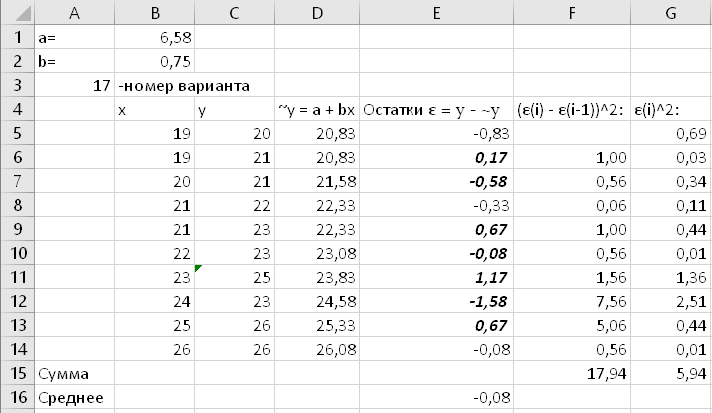 A B C D E F G
1 a= 6,58
2 b= 0,75
3 17 -номер варианта
4 x y ~y = a + bx Остатки ε = y - ~y (ε(i) - ε(i-1))^2: ε(i)^2:
5 19 20 20,83 -0,83 0,69
6 19 21 20,83 0,17 1,00 0,03
7 20 21 21,58 -0,58 0,56 0,34
8 21 22 22,33 -0,33 0,06 0,11
9 21 23 22,33 0,67 1,00 0,44
10 22 23 23,08 -0,08 0,56 0,01
11 23 25 23,83 1,17 1,56 1,36
12 24 23 24,58 -1,58 7,56 2,51
13 25 26 25,33 0,67 5,06 0,44
14 26 26 26,08 -0,08 0,56 0,01
15 Сумма 17,94 5,94
16 Среднее -0,08